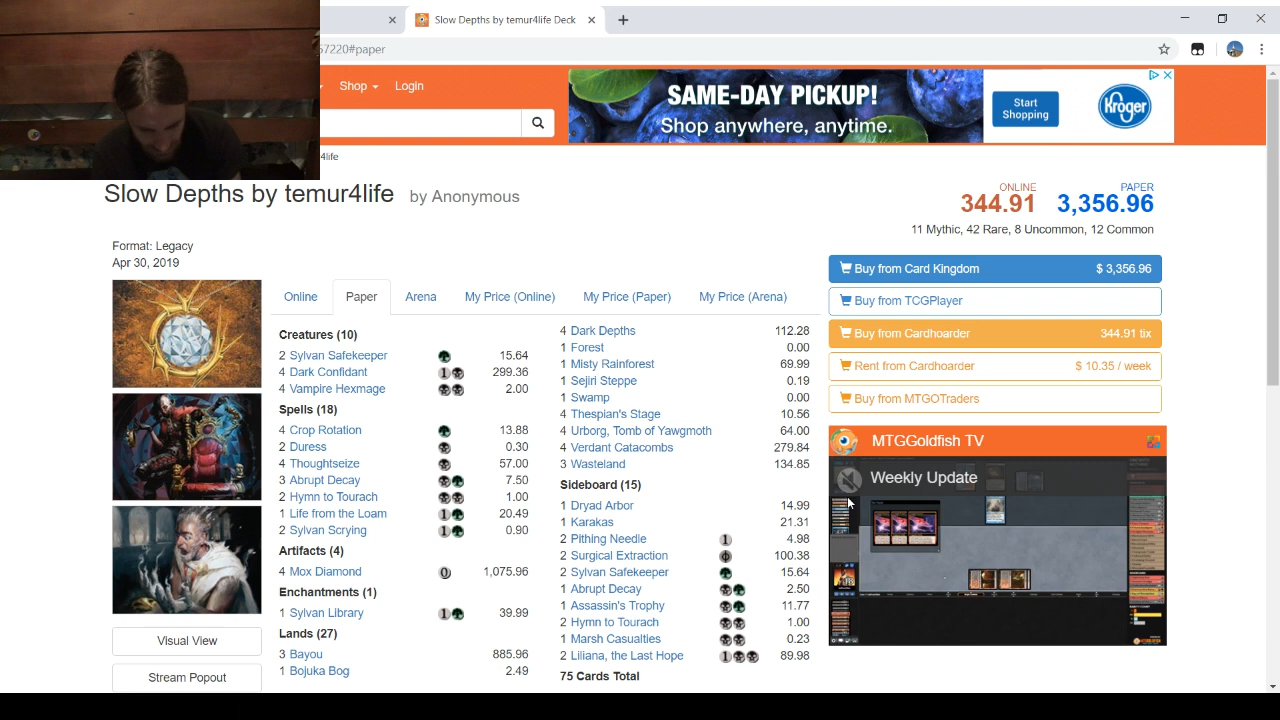 Slow Depths by temur4life Deck
57220#paper
Shop
Login
SAME-DAY PICKUP!
Shop anywhere, anytime.
Start
Shopping
Kroger
4life
Slow Depths by temur4life by Anonymous
ONLINE
344.91
PAPER
3,356.96
11 Mythic, 42 Rare, 8 Uncommon, 12 Common
Format: Legacy
Apr 30, 2019
Online
Paper
Arena
My Price (Online)
My Price (Paper)
My Price (Arena)
Creatures (10)
2 Sylvan Safekeeper 15.64
4 Dark Confidant 1 299.36
4 Vampire Hexmage 2.00
Spells (18)
4 Crop Rotation 13.88
2 Duress 0.30
4 Thoughtseize 57.00
3 Abrupt Decay 7.50
2 Hymn to Tourach 1.00
1 Life from the Loam 1 20.49
2 Sylvan Scrying 1 0.90
Artifacts (4)
4 Mox Diamond 0 1,075.96
Enchantments (1)
1 Sylvan Library 1 39.99
Lands (27)
3 Bayou 885.96
1 Bojuka Bog 2.49
4 Dark Depths 112.28
1 Forest 0.00
1 Misty Rainforest 69.99
1 Sejiri Steppe 0.19
1 Swamp 0.00
4 Thespian's Stage 10.56
4 Urborg, Tomb of Yawgmoth 64.00
4 Verdant Catacombs 279.84
3 Wasteland 134.85
Sideboard (15)
1 Dryad Arbor 14.99
1 Karakas 21.31
2 Pithing Needle 1 4.98
2 Surgical Extraction 100.38
2 Sylvan Safekeeper 15.64
1 Abrupt Decay 2.50
1 Assassin's Trophy 11.77
2 Hymn to Tourach 1.00
1 Marsh Casualties 0.23
2 Liliana, the Last Hope 1 89.98
75 Cards Total
Visual View
Stream Popout
Buy from Card Kingdom $ 3,356.96
Buy from TCGPlayer
Buy from Cardhoarder 344.91 tix
Rent from Cardhoarder $ 10.35 / week
Buy from MTGOTraders
MTGGoldfish TV
Weekly Update